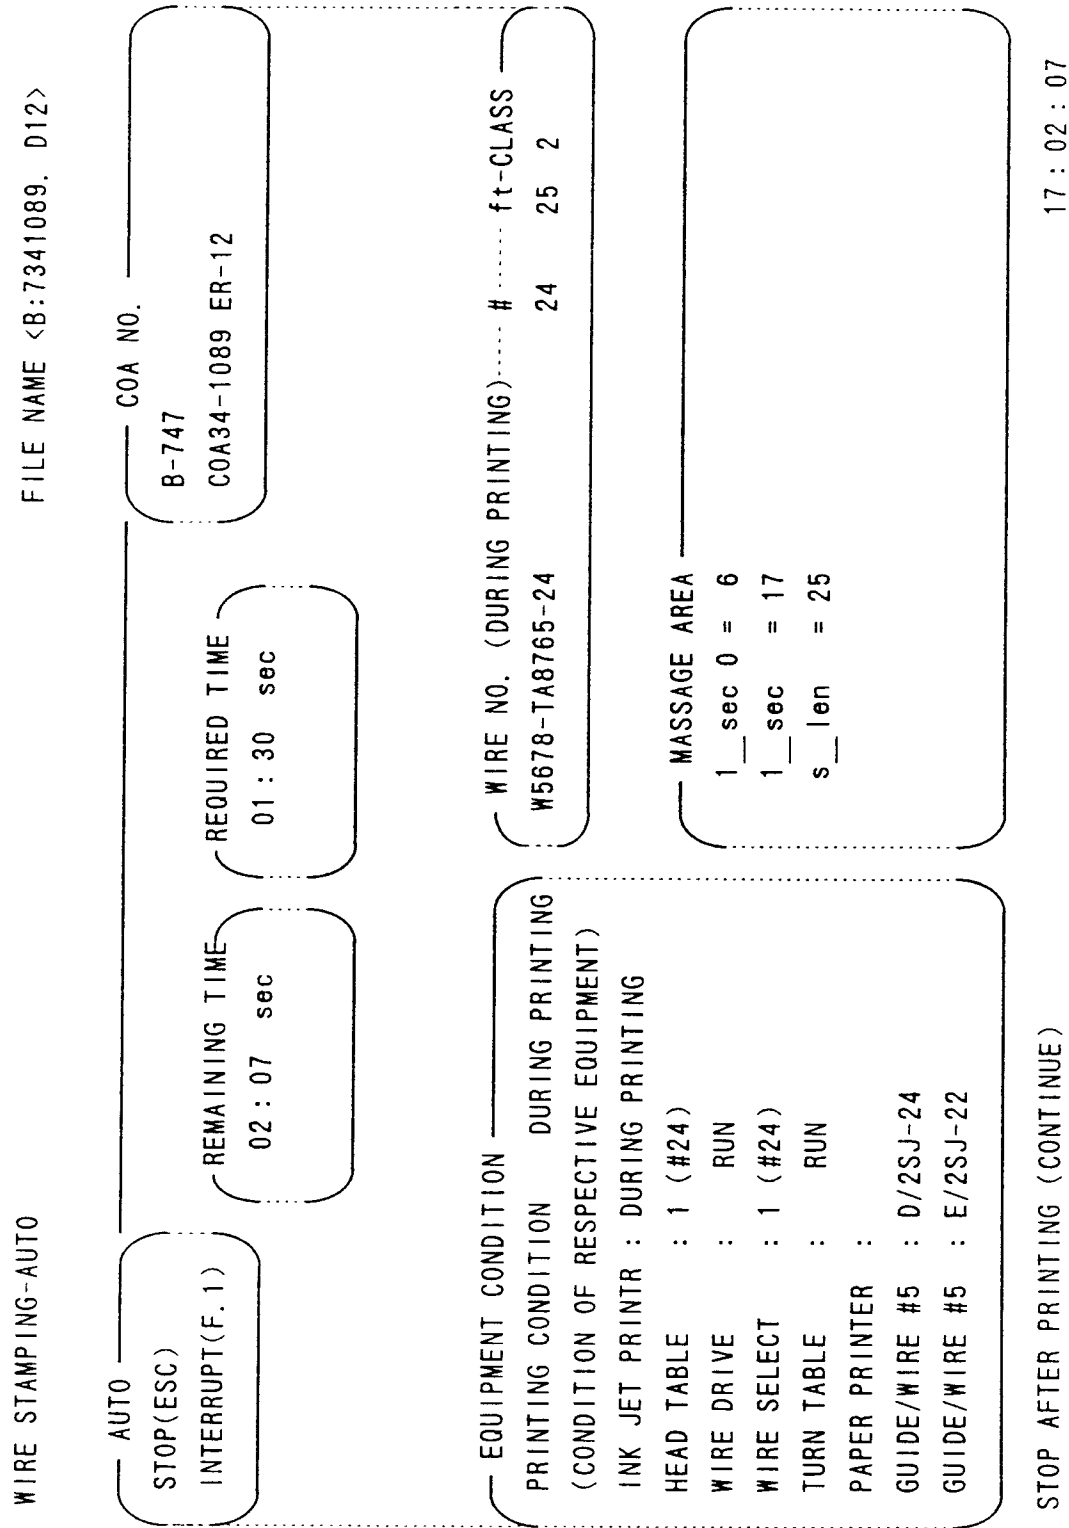 WIRE STAMPING-AUTO
FILE NAME <B:7341089. D12>
AUTO
STOP(ESC)
INTERRUPT(F. 1)
REMAINING TIME
02 : 07 sec
REQUIRED TIME
01 : 30 sec
COA NO.
B-747
COA34-1089 ER-12
EQUIPMENT CONDITION
PRINTING CONDITION DURING PRINTING
(CONDITION OF RESPECTIVE EQUIPMENT)
INK JET PRINTR : DURING PRINTING
HEAD TABLE : 1 (#24)
WIRE DRIVE : RUN
WIRE SELECT : 1 (#24)
TURN TABLE : RUN
PAPER PRINTER :
GUIDE/WIRE #5 : D/2SJ-24
GUIDE/WIRE #5 : E/2SJ-22
WIRE NO. (DURING PRINTING)······ # ······· ft-CLASS
W5678-TA8765-24 24 25 2
MASSAGE AREA
1__sec 0 = 6
1__sec = 17
s__len = 25
STOP AFTER PRINTING (CONTINUE)
17 : 02 : 07